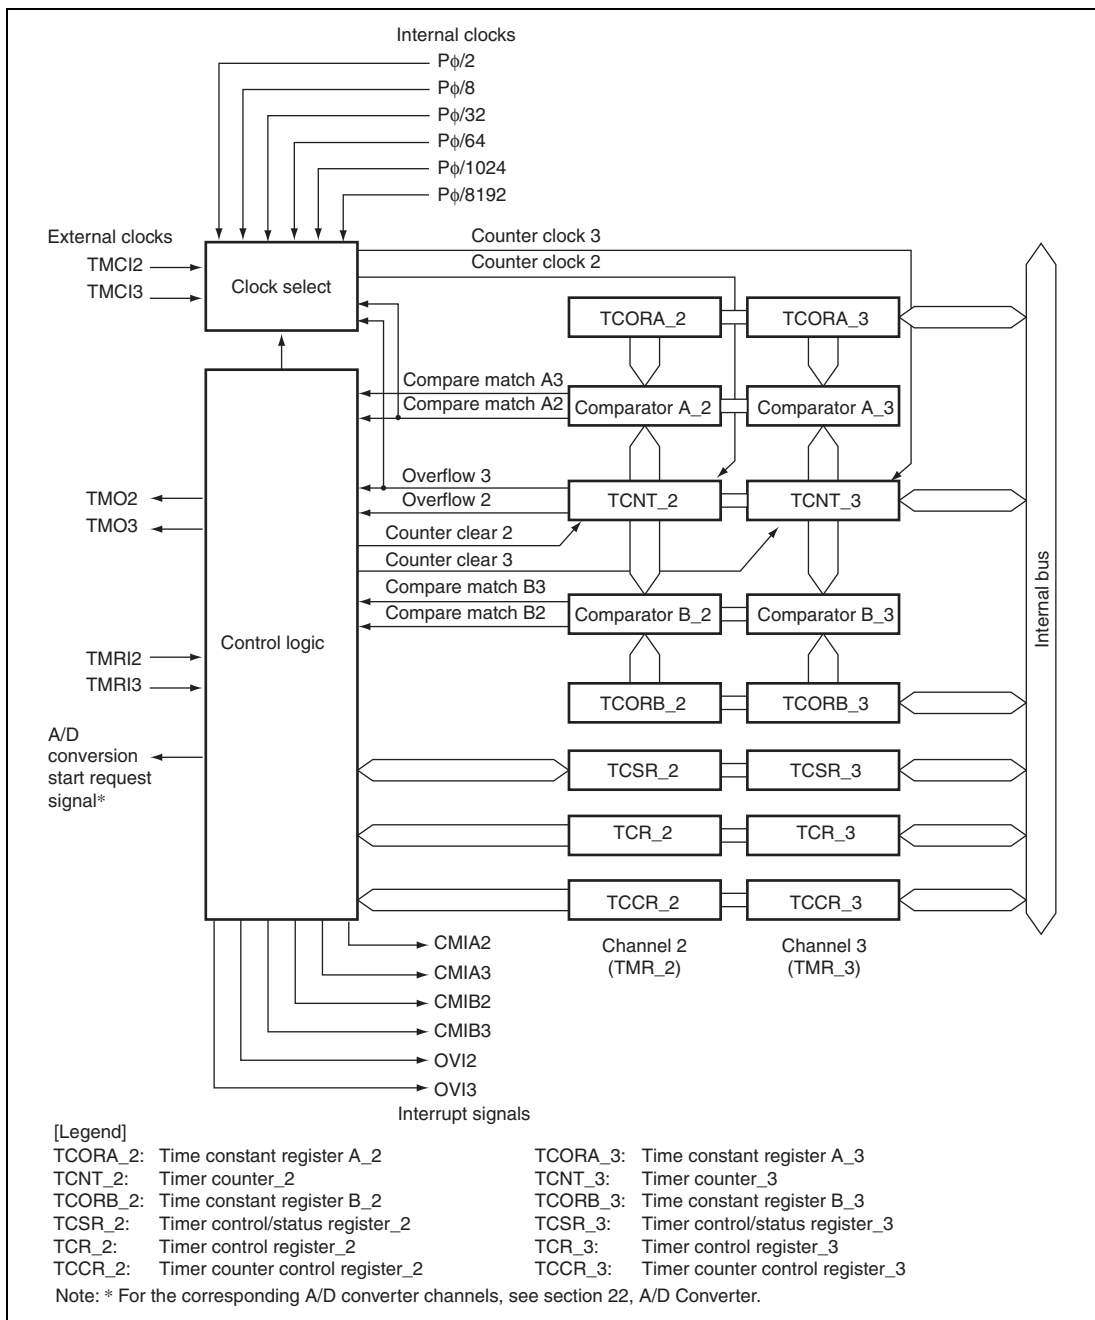 Internal clocks
Pϕ/2
Pϕ/8
Pϕ/32
Pϕ/64
Pϕ/1024
Pϕ/8192
External clocks
TMCI2
TMCI3
Clock select
Counter clock 3
Counter clock 2
TCORA_2
TCORA_3
Compare match A3
Compare match A2
Comparator A_2
Comparator A_3
TMO2
TMO3
Overflow 3
Overflow 2
TCNT_2
TCNT_3
Counter clear 2
Counter clear 3
Compare match B3
Compare match B2
Comparator B_2
Comparator B_3
Internal bus
Control logic
TMRI2
TMRI3
TCORB_2
TCORB_3
A/D
conversion
start request
signal*
TCSR_2
TCSR_3
TCR_2
TCR_3
TCCR_2
TCCR_3
Channel 2
(TMR_2)
Channel 3
(TMR_3)
CMIA2
CMIA3
CMIB2
CMIB3
OVI2
OVI3
Interrupt signals
[Legend]
TCORA_2: Time constant register A_2
TCNT_2: Timer counter_2
TCORB_2: Time constant register B_2
TCSR_2: Timer control/status register_2
TCR_2: Timer control register_2
TCCR_2: Timer counter control register_2
TCORA_3: Time constant register A_3
TCNT_3: Timer counter_3
TCORB_3: Time constant register B_3
TCSR_3: Timer control/status register_3
TCR_3: Timer control register_3
TCCR_3: Timer counter control register_3
Note: * For the corresponding A/D converter channels, see section 22, A/D Converter.